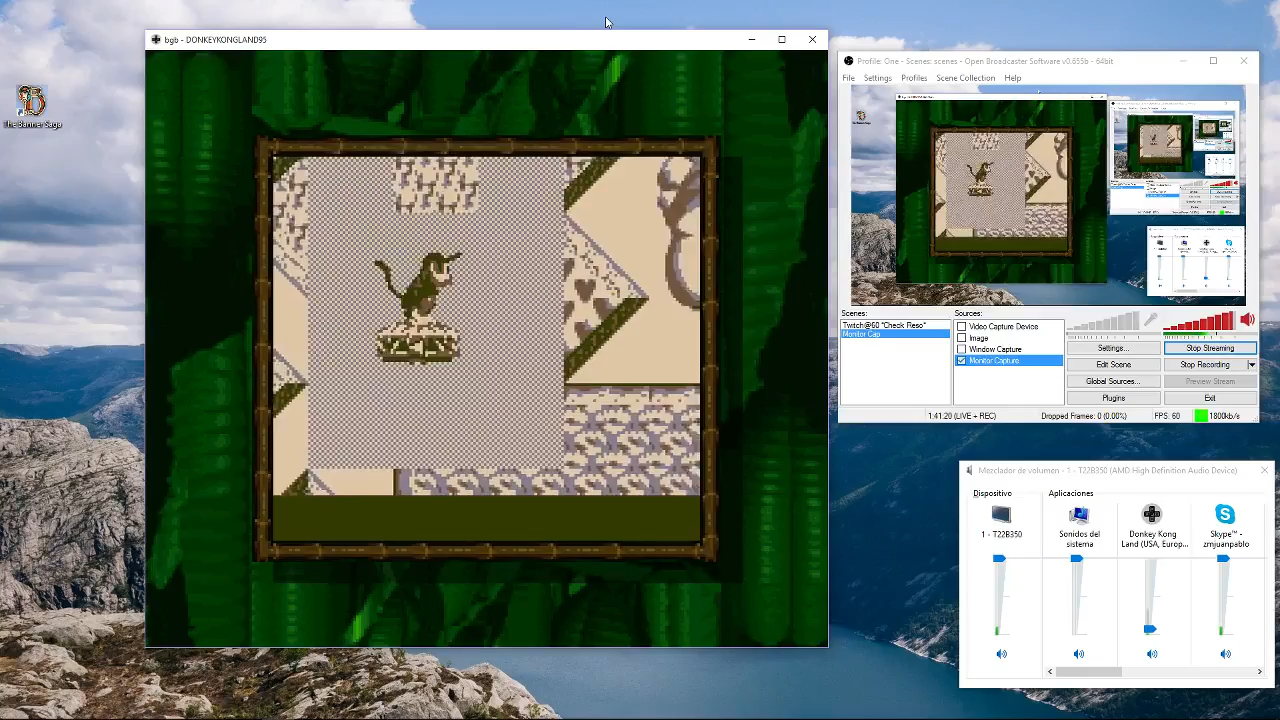 bgb - DONKEYKONGLAND95
The Banner Saga
Profile: One - Scenes: scenes - Open Broadcaster Software v0.655b - 64bit
File Settings Profiles Scene Collection Help
Scenes:
Twitch@60 "Check Reso"
Monitor Cap
Sources:
Video Capture Device
Image
Window Capture
Monitor Capture
Settings...
Stop Streaming
Edit Scene
Stop Recording
Global Sources...
Preview Stream
Plugins
Exit
1:41:20 (LIVE + REC)
Dropped Frames: 0 (0.00%)
FPS: 60
1800kb/s
Mezclador de volumen - 1 - T22B350 (AMD High Definition Audio Device)
Dispositivo
Aplicaciones
1 - T22B350
Sonidos del
sistema
Donkey Kong
Land (USA, Europ...
Skype™ -
zmjuanpablo